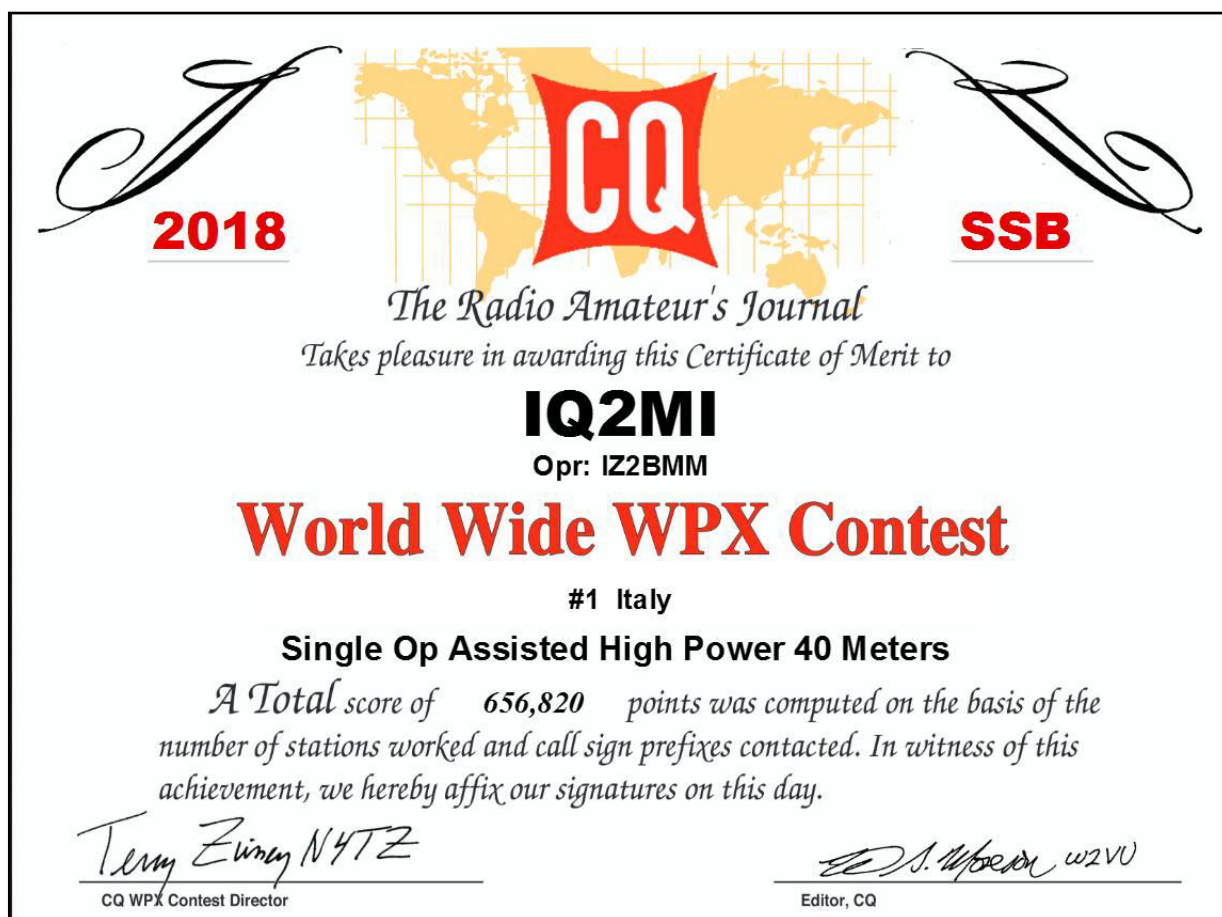 CQ
2018
SSB
The Radio Amateur's Journal
Takes pleasure in awarding this Certificate of Merit to
IQ2MI
Opr: IZ2BMM
World Wide WPX Contest
#1 Italy
Single Op Assisted High Power 40 Meters
A Total score of 656,820 points was computed on the basis of the
number of stations worked and call sign prefixes contacted. In witness of this
achievement, we hereby affix our signatures on this day.
Terry N4TZ
S. W2VU
CQ WPX Contest Director
Editor, CQ